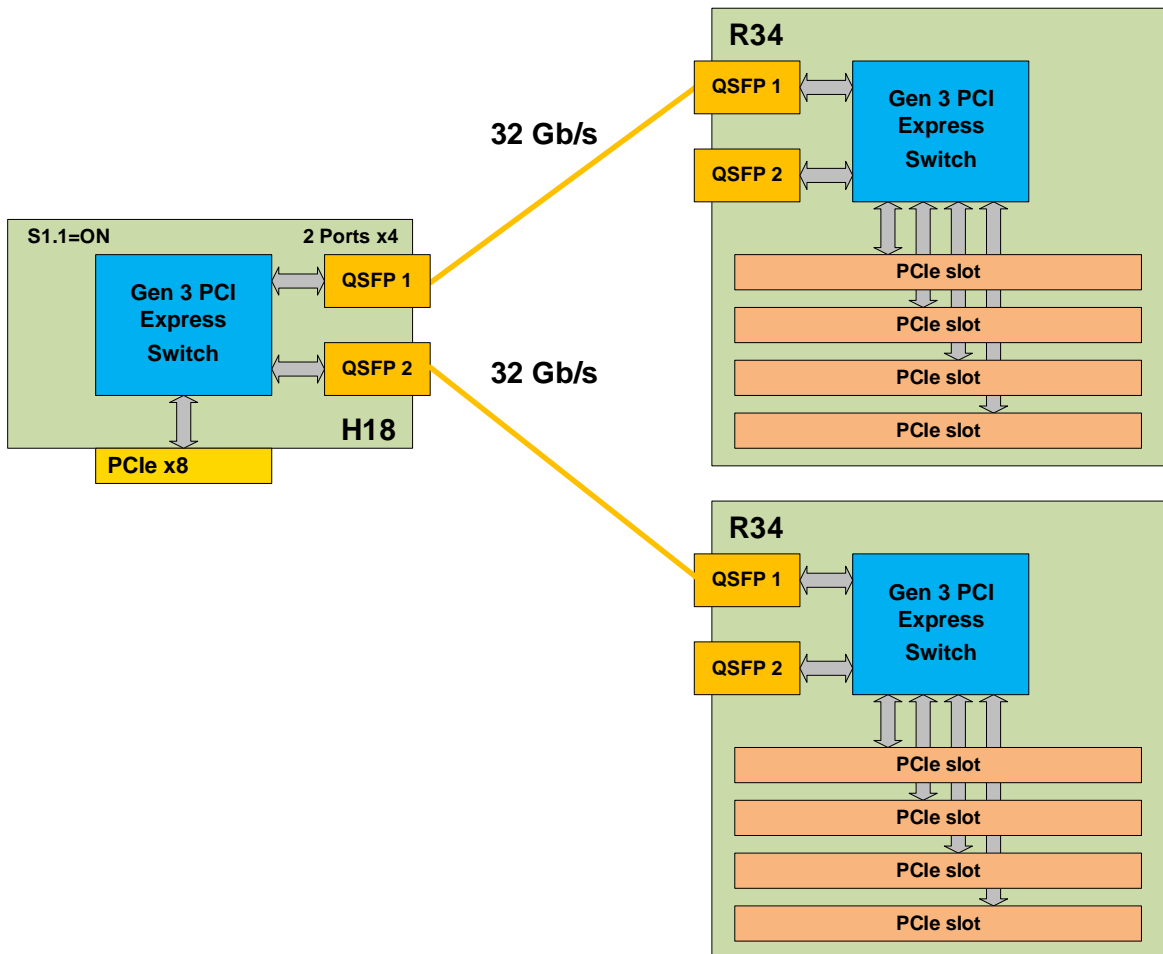 S1.1=ON
2 Ports x4
Gen 3 PCI
Express
Switch
QSFP 1
QSFP 2
H18
PCIe x8
32 Gb/s
32 Gb/s
R34
QSFP 1
QSFP 2
Gen 3 PCI
Express
Switch
PCIe slot
PCIe slot
PCIe slot
PCIe slot
R34
QSFP 1
QSFP 2
Gen 3 PCI
Express
Switch
PCIe slot
PCIe slot
PCIe slot
PCIe slot